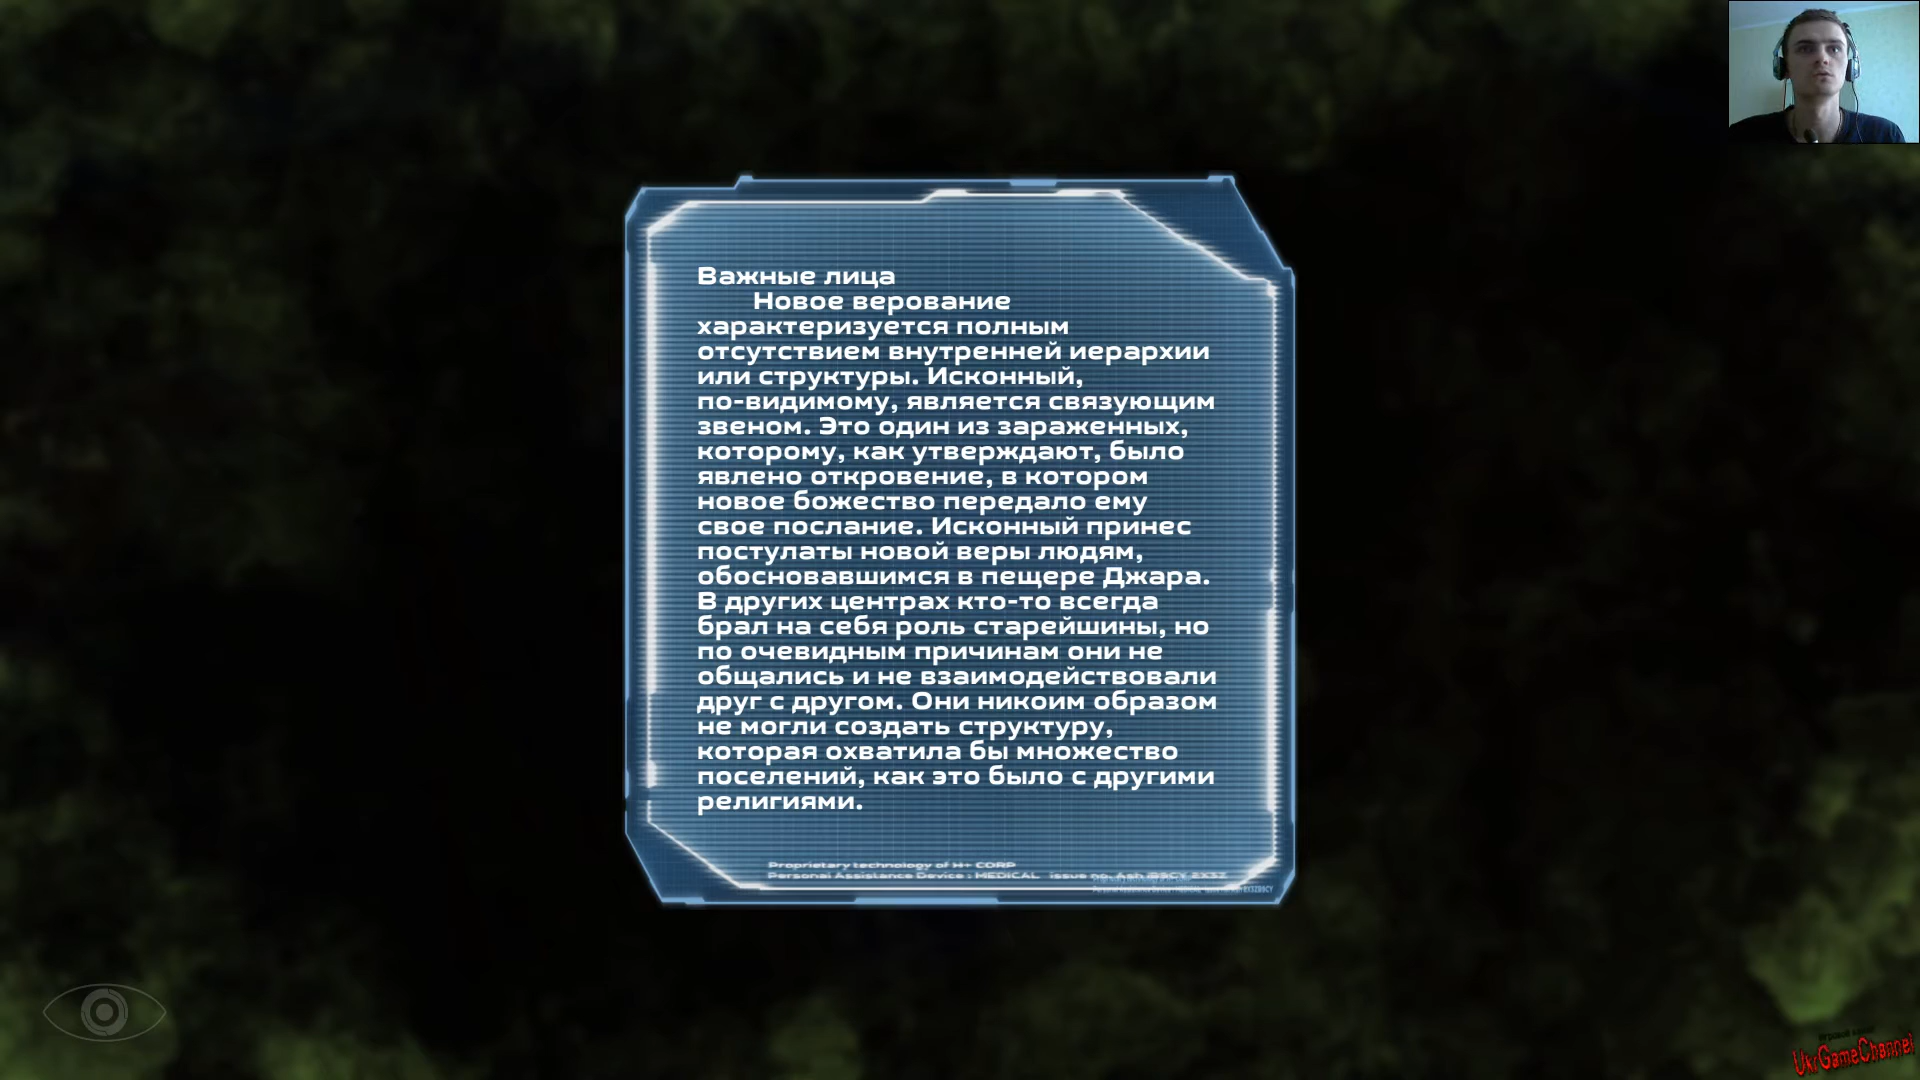 Важные лица
Новое верование
характеризуется полным
отсутствием внутренней иерархии
или структуры. Исконный,
по-видимому, является связующим
звеном. Это один из зараженных,
которому, как утверждают, было
явлено откровение, в котором
новое божество передало ему
свое послание. Исконный принес
постулаты новой веры людям,
обосновавшимся в пещере Джара.
В других центрах кто-то всегда
брал на себя роль старейшины, но
по очевидным причинам они не
общались и не взаимодействовали
друг с другом. Они никоим образом
не могли создать структуру,
которая охватила бы множество
поселений, как это было с другими
религиями.
Proprietary technology of H+ CORP
Personal Assistance Device : MEDICAL issue no.
UkrGameChannel